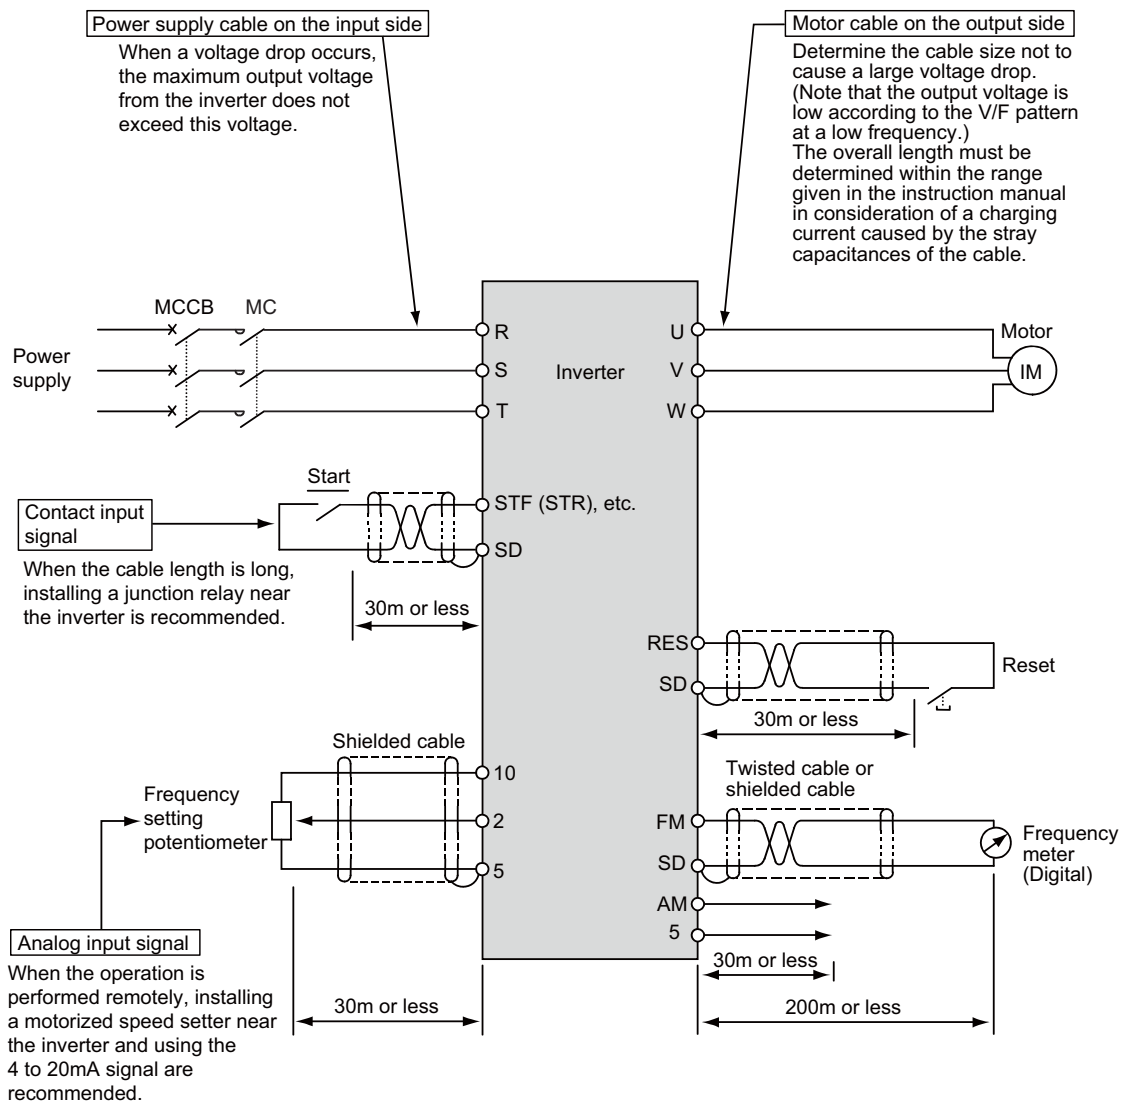 Power supply cable on the input side
When a voltage drop occurs,
the maximum output voltage
from the inverter does not
exceed this voltage.
Motor cable on the output side
Determine the cable size not to
cause a large voltage drop.
(Note that the output voltage is
low according to the V/F pattern
at a low frequency.)
The overall length must be
determined within the range
given in the instruction manual
in consideration of a charging
current caused by the stray
capacitances of the cable.
MCCB
MC
Power
supply
R
S
T
Inverter
U
V
W
Motor
IM
Start
STF (STR), etc.
SD
Contact input
signal
When the cable length is long,
installing a junction relay near
the inverter is recommended.
30m or less
RES
SD
Reset
30m or less
Shielded cable
10
2
5
Frequency
setting
potentiometer
Twisted cable or
shielded cable
FM
SD
AM
5
Frequency
meter
(Digital)
30m or less
200m or less
Analog input signal
When the operation is
performed remotely, installing
a motorized speed setter near
the inverter and using the
4 to 20mA signal are
recommended.
30m or less